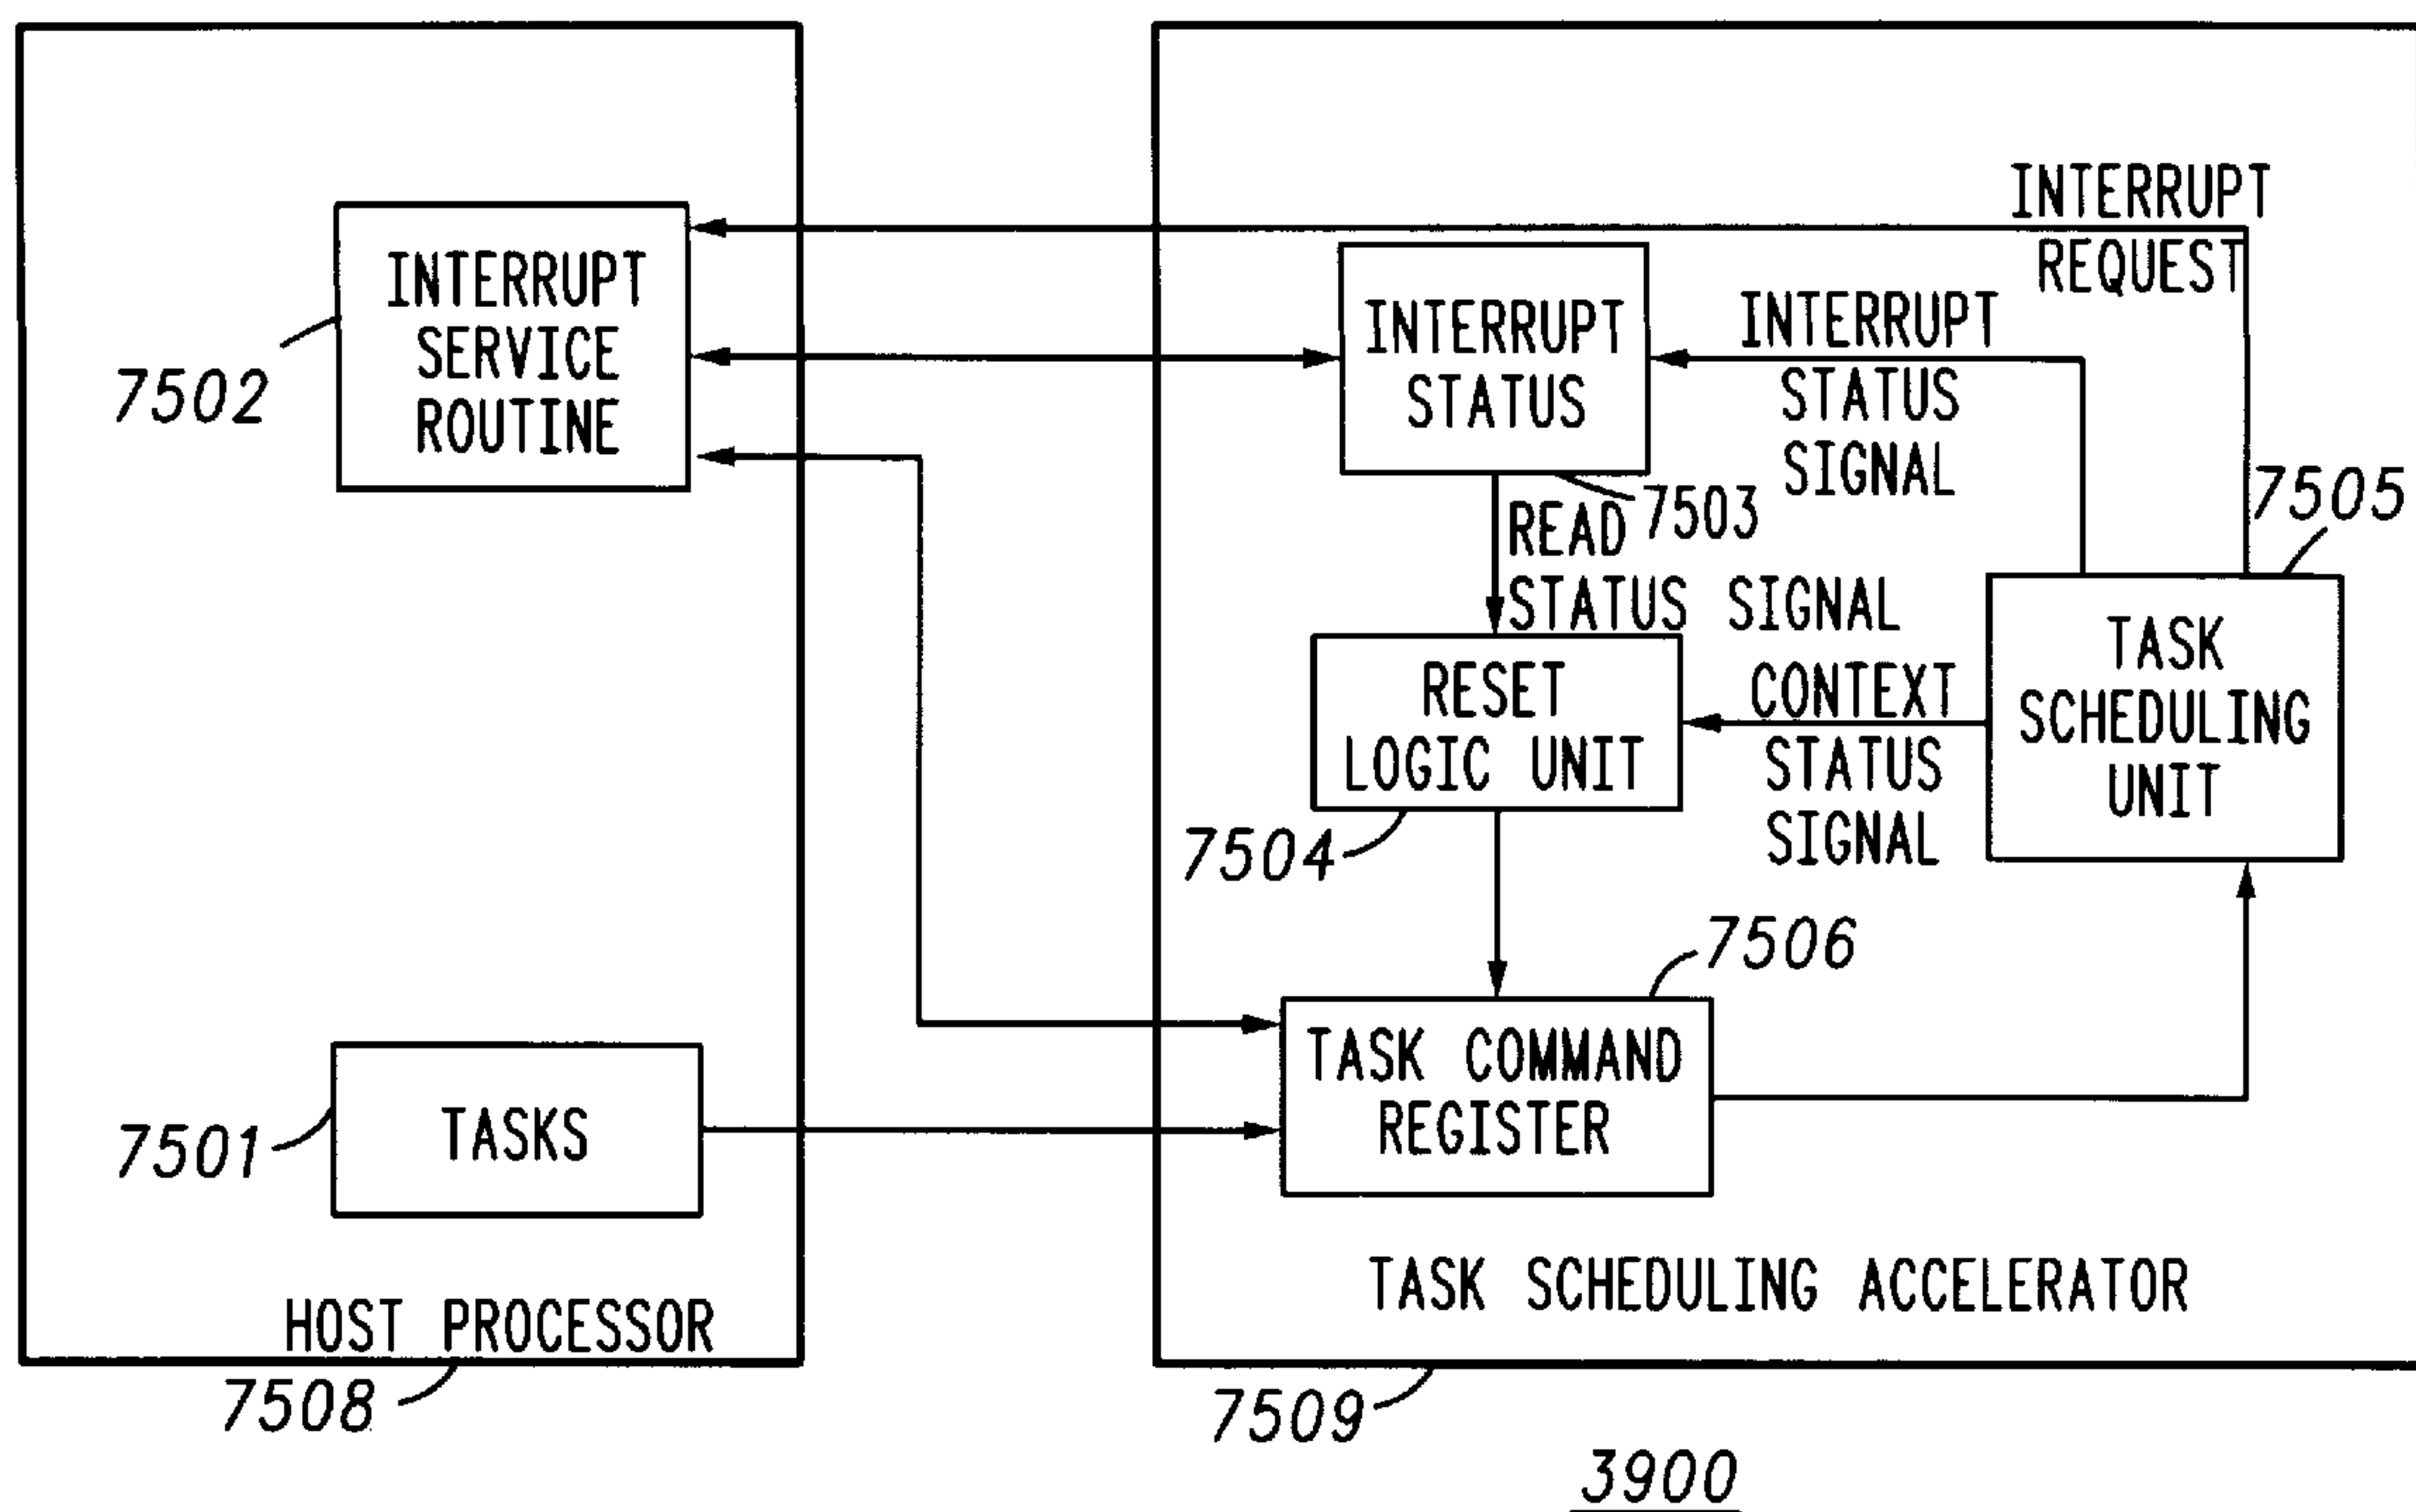 INTERRUPT
REQUEST
INTERRUPT
SERVICE
ROUTINE
7502
INTERRUPT
STATUS
7503
INTERRUPT
STATUS
SIGNAL
7505
READ
STATUS SIGNAL
RESET
LOGIC UNIT
7504
CONTEXT
STATUS
SIGNAL
TASK
SCHEDULING
UNIT
7506
TASK COMMAND
REGISTER
TASKS
7501
HOST PROCESSOR
7508
TASK SCHEDULING ACCELERATOR
7509
3900